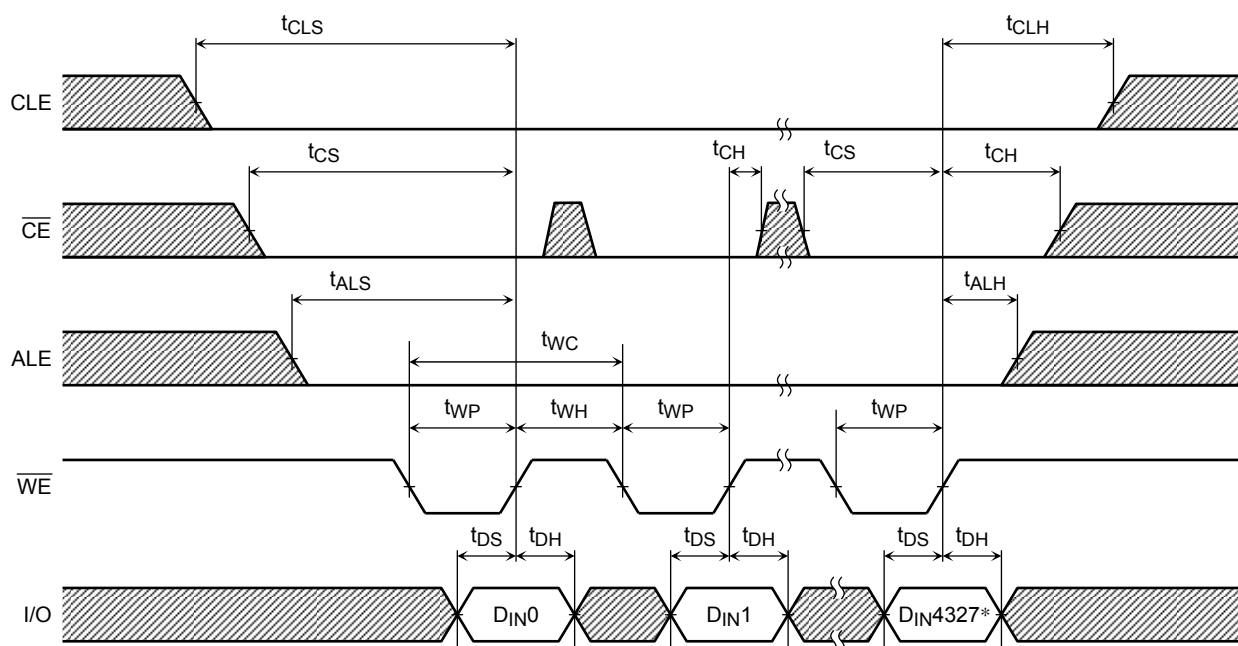 tCLS tCLH
CLE
tCS tCH tCS tCH
CE
tALS tALH
ALE
tWC
tWP tWH tWP tWP
WE
tDS tDH tDS tDH tDS tDH
I/O DIN0 DIN1 DIN4327*